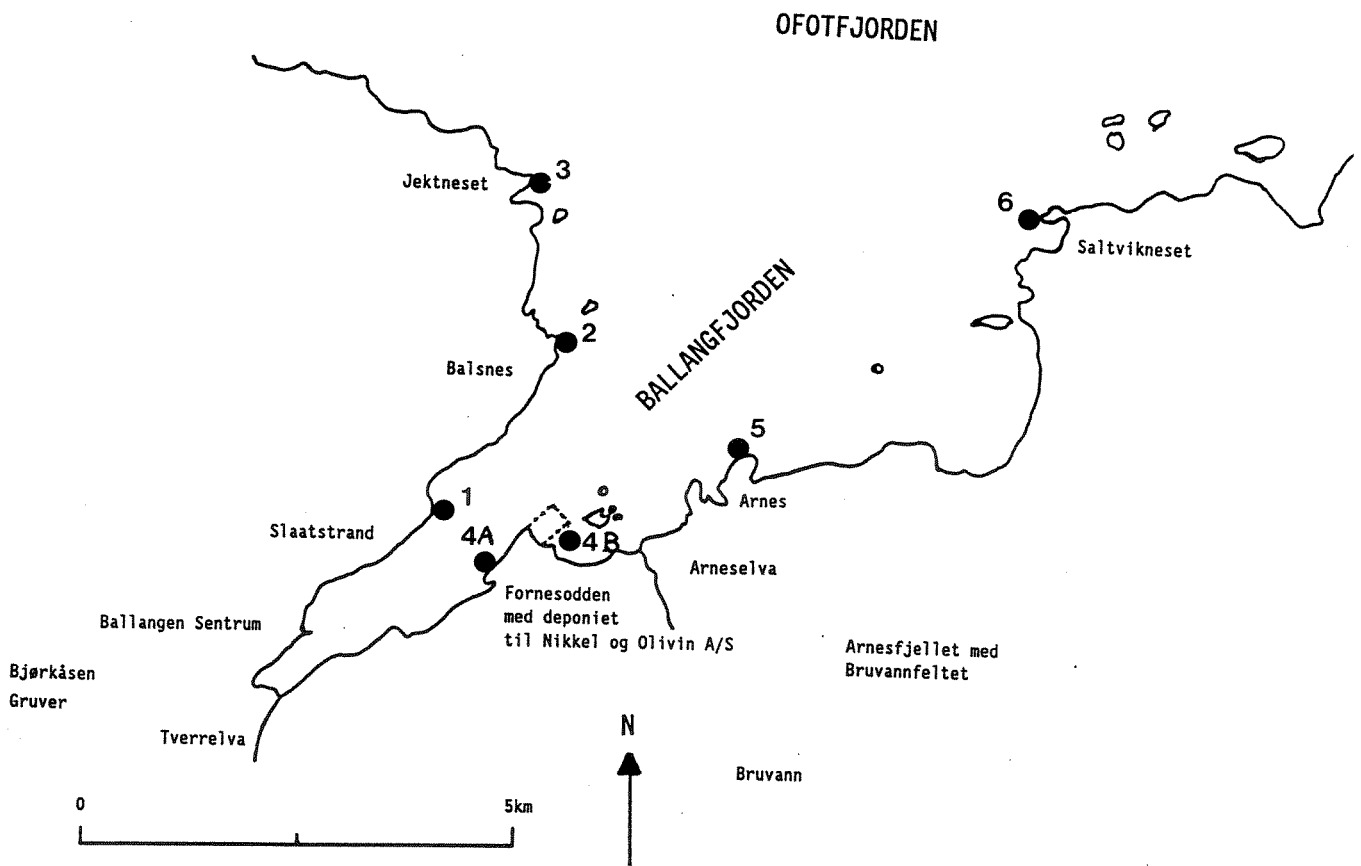 OFOTFJORDEN
Jektneset
3
6
Saltvikneset
BALLANGFJORDEN
2
Balsnes
5
Arnes
1
Slaatstrand
4A
4B
Arneselva
Fornesodden
med deponiet
til Nikkel og Olivin A/S
Ballangen Sentrum
Arnesfjellet med
Bruvannfeltet
Bjørkåsen
Gruver
Tverrelva
N
Bruvann
0
5km